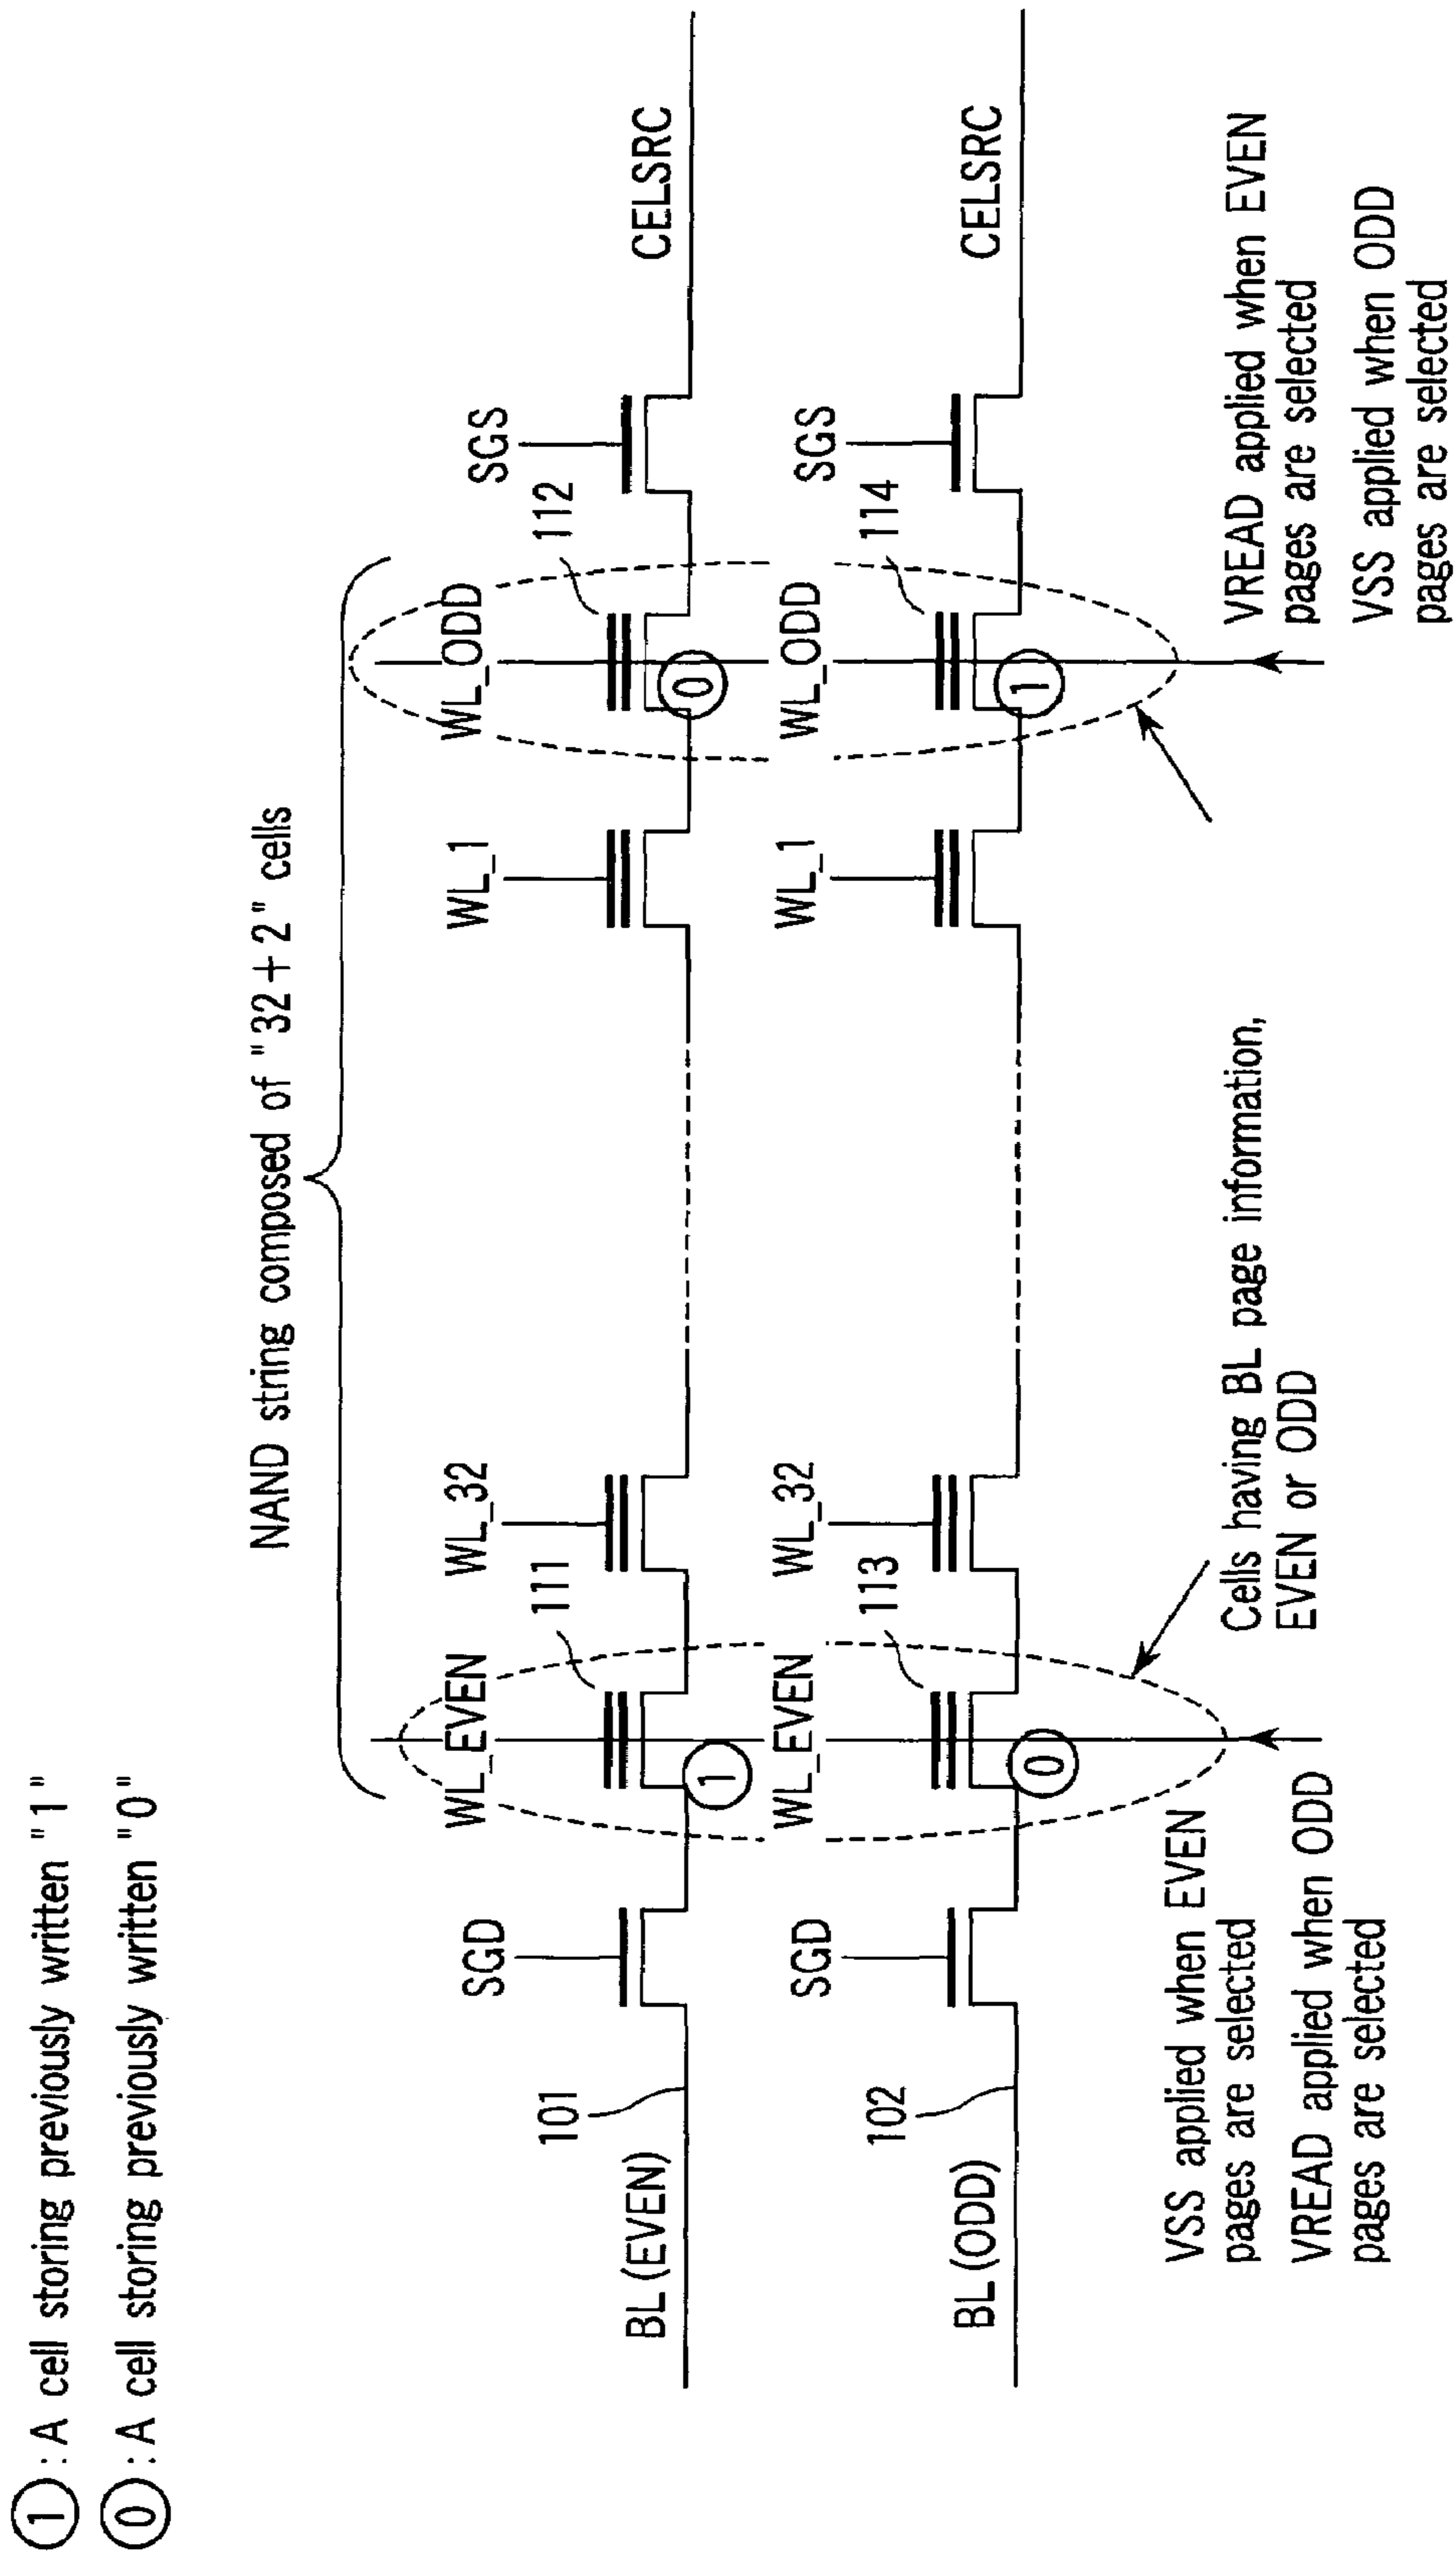 ①: A cell storing previously written "1"
⓪: A cell storing previously written "0"
NAND string composed of "32+2" cells
SGD
WL_EVEN
111
WL_32
WL_1
WL_ODD
112
SGS
1
0
BL (EVEN)
101
CELSRC
SGD
WL_EVEN
113
WL_32
WL_1
WL_ODD
114
SGS
0
1
BL (ODD)
102
CELSRC
VSS applied when EVEN
pages are selected
VREAD applied when ODD
pages are selected
Cells having BL page information,
EVEN or ODD
VREAD applied when EVEN
pages are selected
VSS applied when ODD
pages are selected